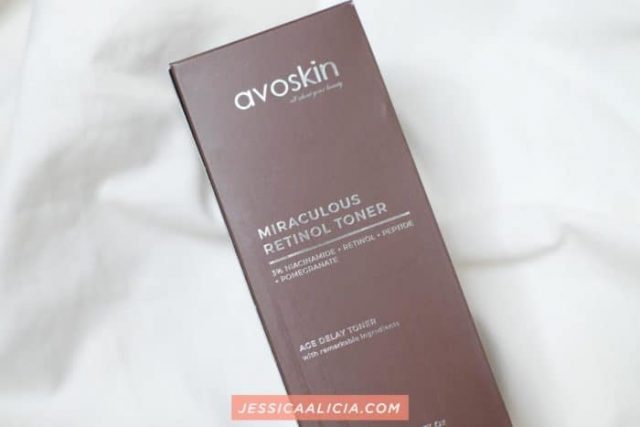 avoskin
all about your beauty
MIRACULOUS
RETINOL TONER
3% NIACINAMIDE • RETINOL • PEPTIDE
• POMEGRANATE
AGE DELAY TONER
with remarkable ingredients
JESSICAALICIA.COM